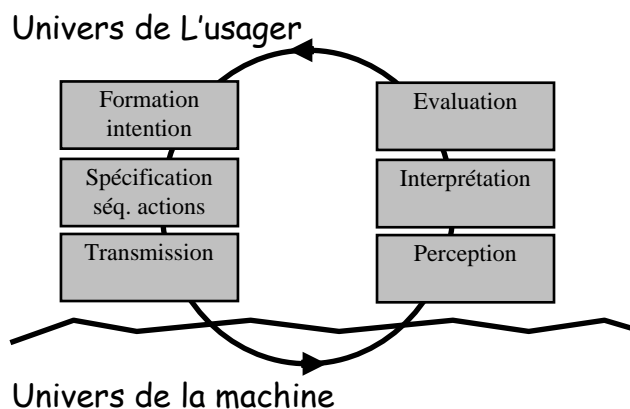 Univers de L'usager
Formation
intention
Spécification
séq. actions
Transmission
Evaluation
Interprétation
Perception
Univers de la machine